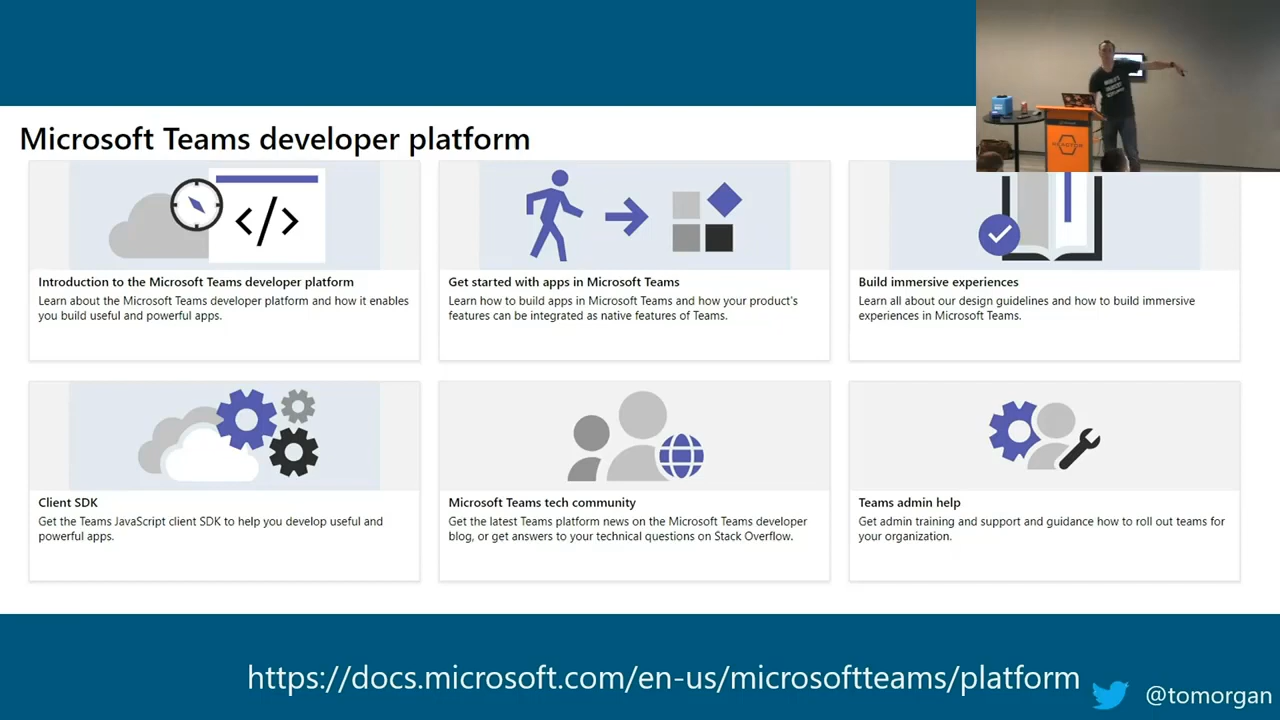 Microsoft Teams developer platform
</>
Introduction to the Microsoft Teams developer platform
Learn about the Microsoft Teams developer platform and how it enables
you build useful and powerful apps.
Get started with apps in Microsoft Teams
Learn how to build apps in Microsoft Teams and how your product's
features can be integrated as native features of Teams.
Build immersive experiences
Learn all about our design guidelines and how to build immersive
experiences in Microsoft Teams.
Client SDK
Get the Teams JavaScript client SDK to help you develop useful and
powerful apps.
Microsoft Teams tech community
Get the latest Teams platform news on the Microsoft Teams developer
blog, or get answers to your technical questions on Stack Overflow.
Teams admin help
Get admin training and support and guidance how to roll out teams for
your organization.
https://docs.microsoft.com/en-us/microsoftteams/platform
@tomorgan